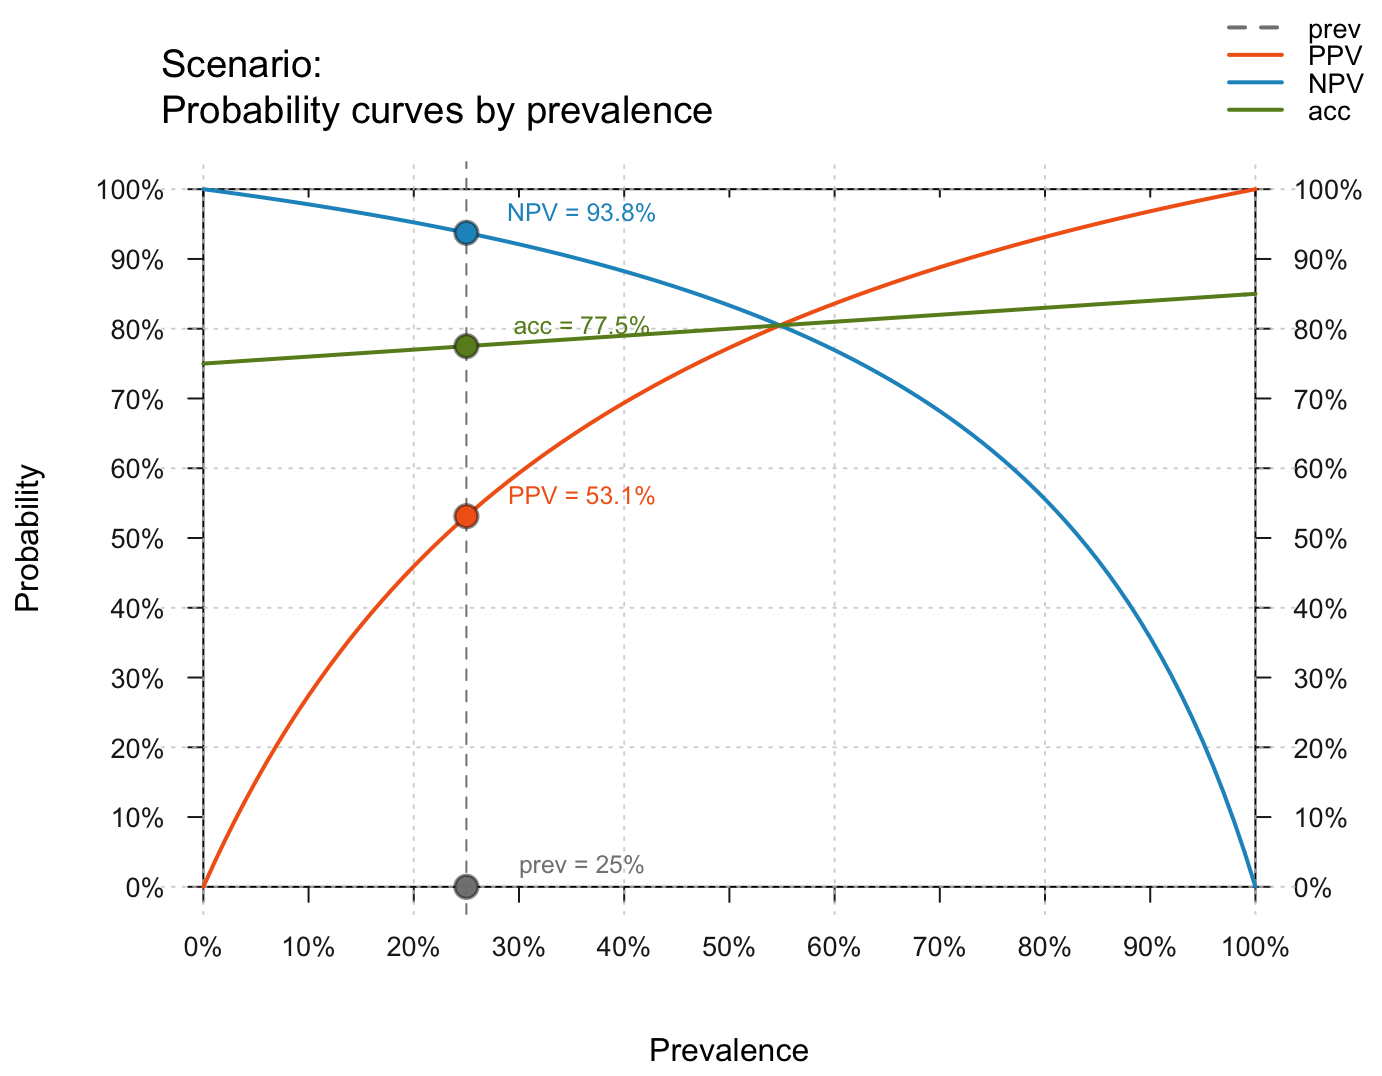 prev
PPV
NPV
acc
Scenario:
Probability curves by prevalence
100%
90%
80%
70%
60%
50%
40%
30%
20%
10%
0%
Probability
NPV = 93.8%
acc = 77.5%
PPV = 53.1%
prev = 25%
100%
90%
80%
70%
60%
50%
40%
30%
20%
10%
0%
0% 10% 20% 30% 40% 50% 60% 70% 80% 90% 100%
Prevalence